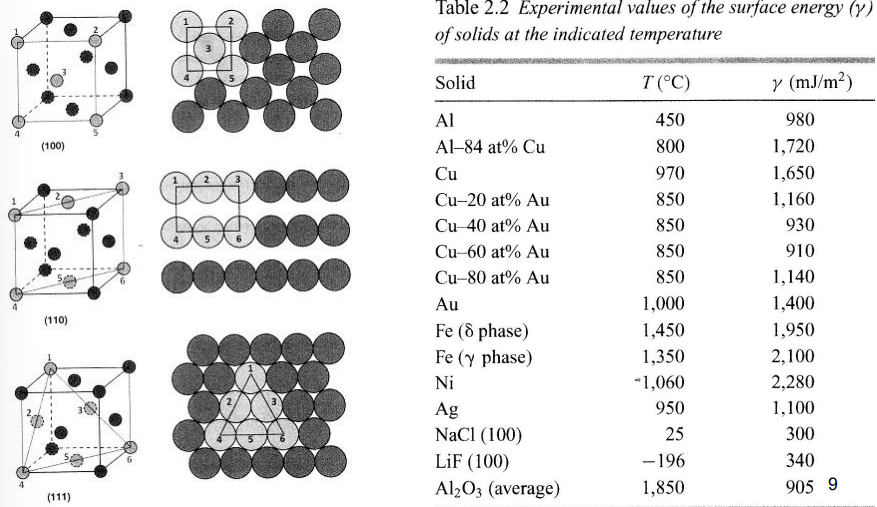 1 2 3 4 5
(100)
1 2 3 4 5
1 2 3 4 5 6
(110)
1 2 3
4 5 6
1 2 3 4 5 6
(111)
1
2 3
4 5 6
Table 2.2 Experimental values of the surface energy (γ)
of solids at the indicated temperature
Solid T (°C) γ (mJ/m²)
Al 450 980
Al–84 at% Cu 800 1,720
Cu 970 1,650
Cu–20 at% Au 850 1,160
Cu–40 at% Au 850 930
Cu–60 at% Au 850 910
Cu–80 at% Au 850 1,140
Au 1,000 1,400
Fe (δ phase) 1,450 1,950
Fe (γ phase) 1,350 2,100
Ni 1,060 2,280
Ag 950 1,100
NaCl (100) 25 300
LiF (100) −196 340
Al₂O₃ (average) 1,850 905
9